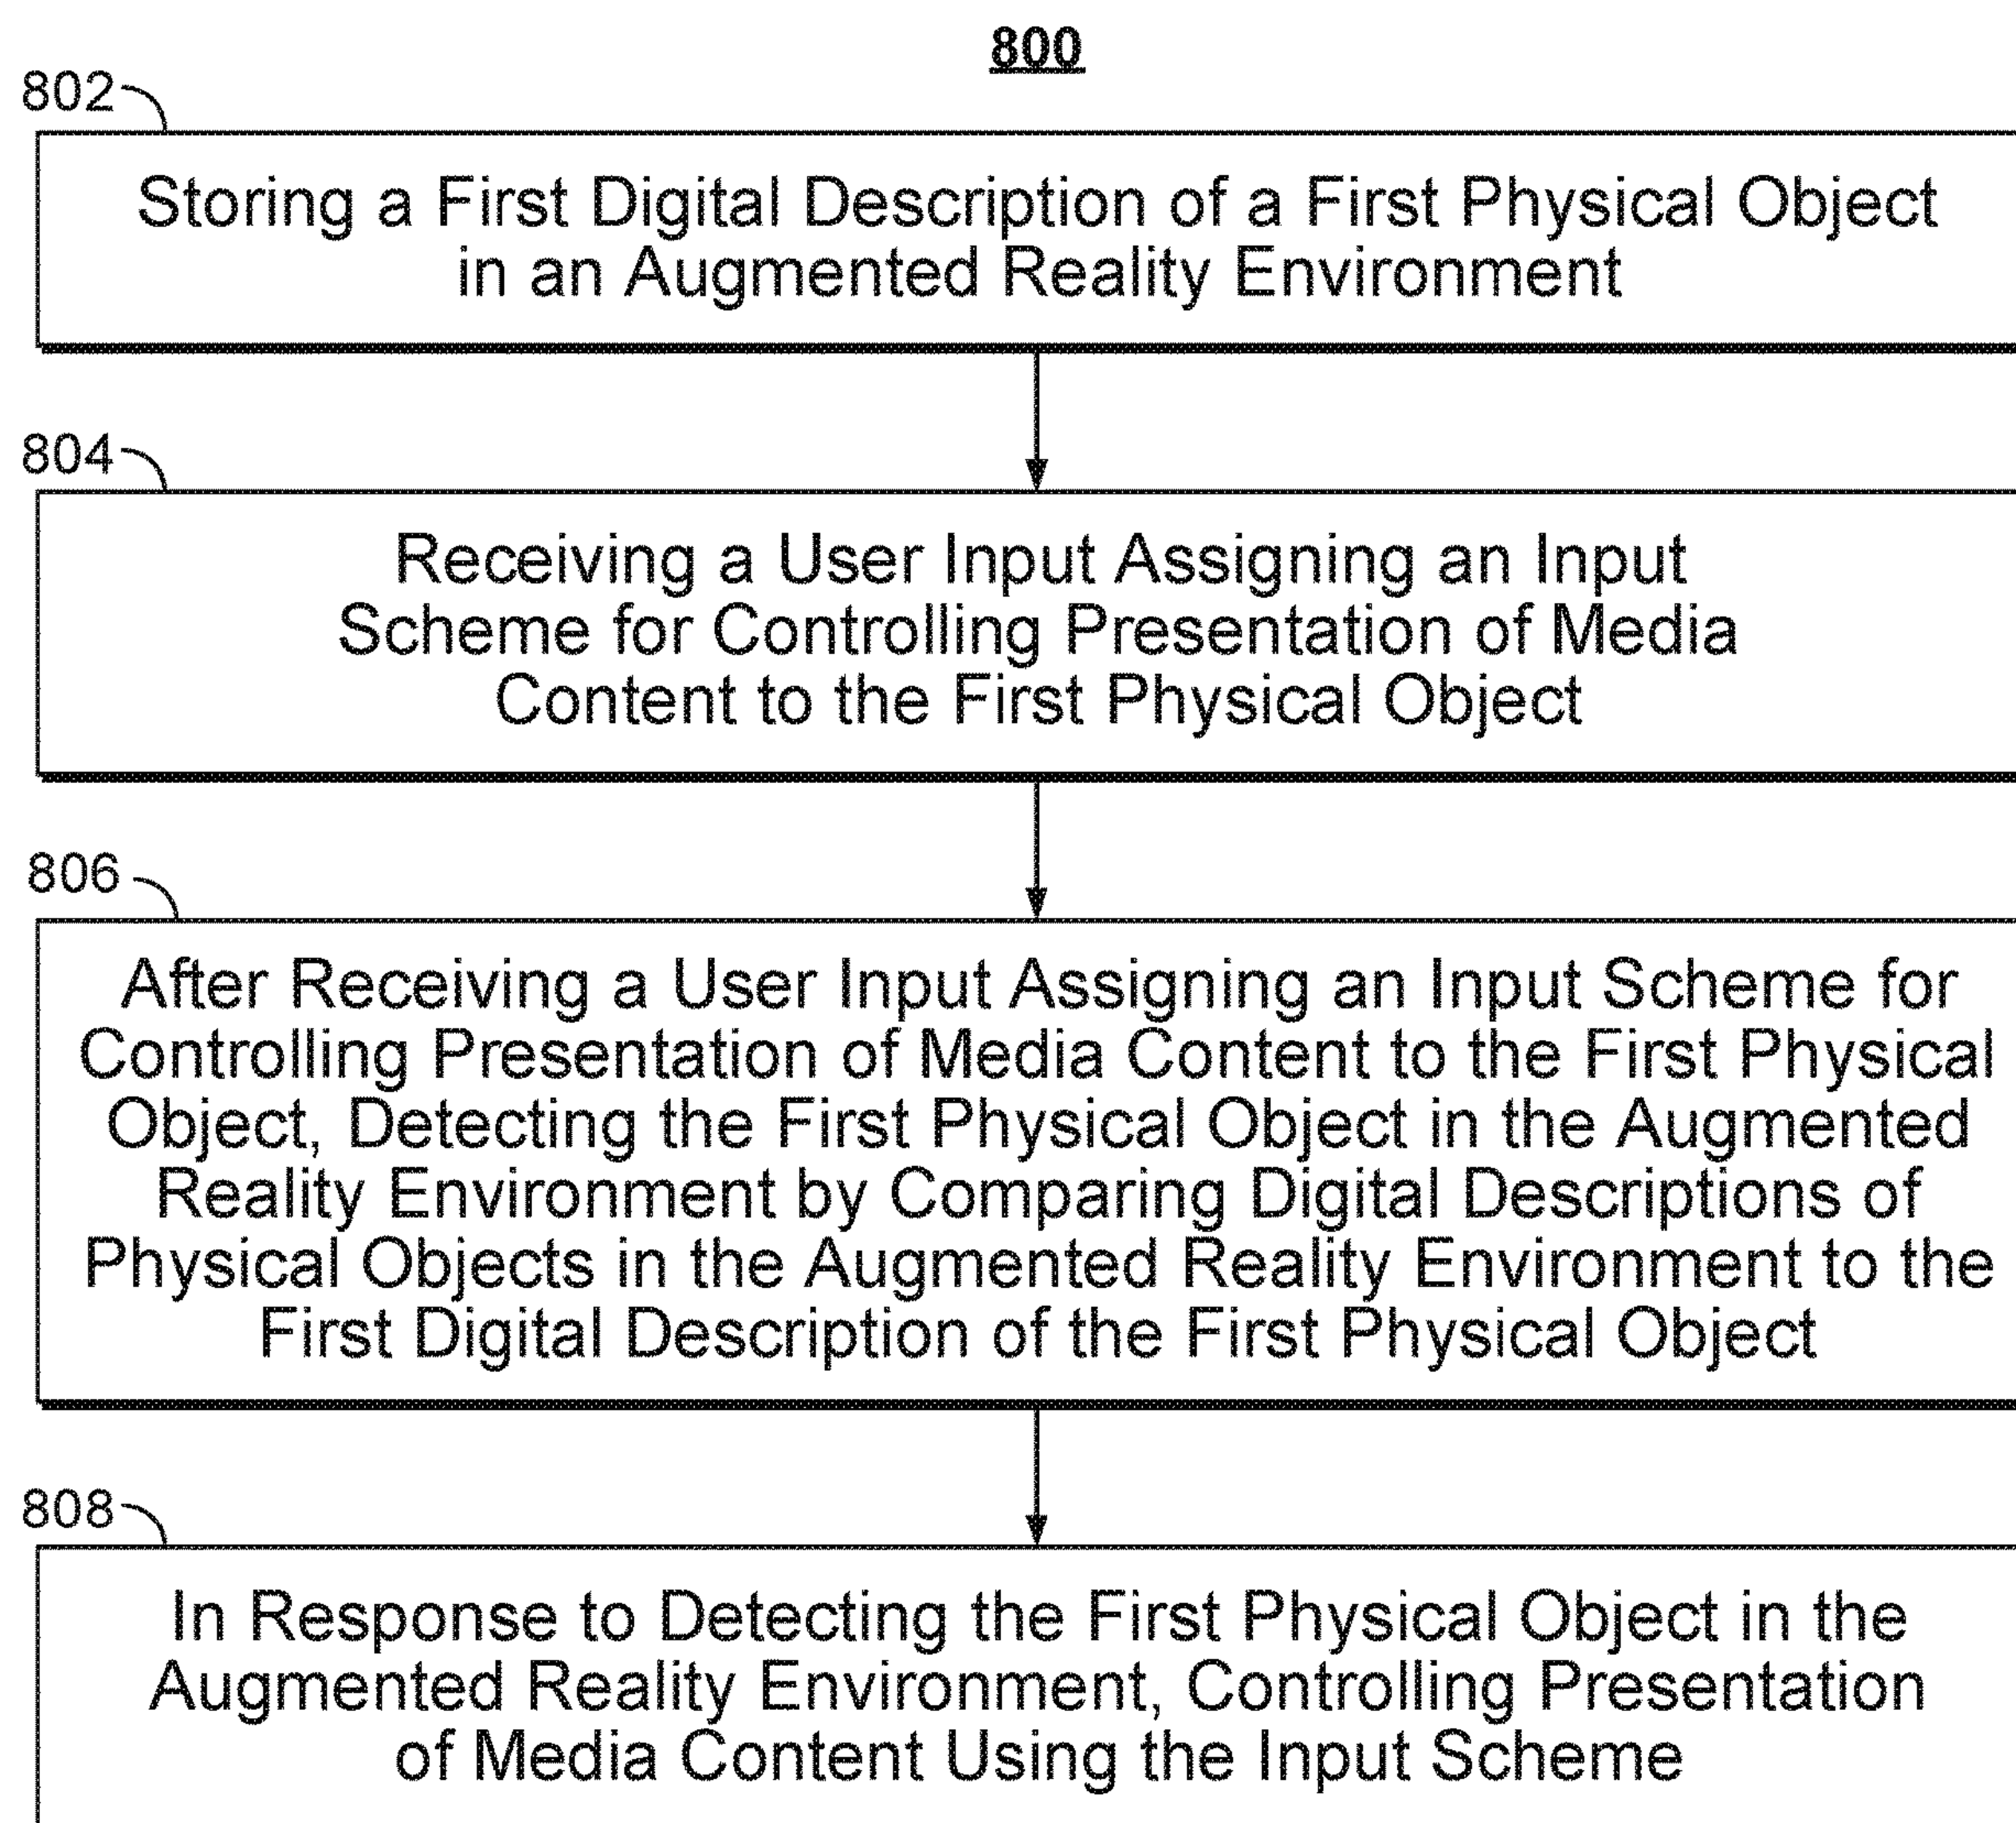 800
802
Storing a First Digital Description of a First Physical Object
in an Augmented Reality Environment
804
Receiving a User Input Assigning an Input
Scheme for Controlling Presentation of Media
Content to the First Physical Object
806
After Receiving a User Input Assigning an Input Scheme for
Controlling Presentation of Media Content to the First Physical
Object, Detecting the First Physical Object in the Augmented
Reality Environment by Comparing Digital Descriptions of
Physical Objects in the Augmented Reality Environment to the
First Digital Description of the First Physical Object
808
In Response to Detecting the First Physical Object in the
Augmented Reality Environment, Controlling Presentation
of Media Content Using the Input Scheme